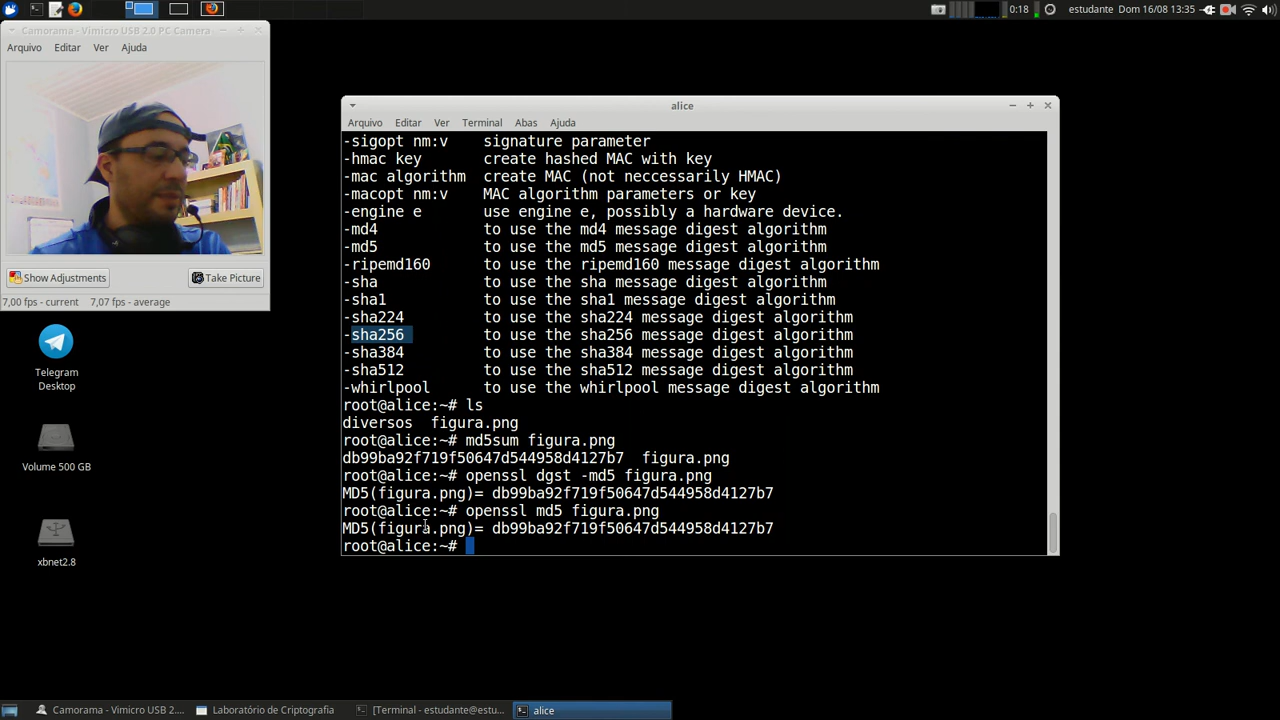 0:18 estudante Dom 16/08 13:35
Camorama - Vimicro USB 2.0 PC Camera
Arquivo Editar Ver Ajuda
Show Adjustments Take Picture
7,00 fps - current 7,07 fps - average
Telegram
Desktop
Volume 500 GB
xbnet2.8
alice
Arquivo Editar Ver Terminal Abas Ajuda
-sigopt nm:v signature parameter
-hmac key create hashed MAC with key
-mac algorithm create MAC (not neccessarily HMAC)
-macopt nm:v MAC algorithm parameters or key
-engine e use engine e, possibly a hardware device.
-md4 to use the md4 message digest algorithm
-md5 to use the md5 message digest algorithm
-ripemd160 to use the ripemd160 message digest algorithm
-sha to use the sha message digest algorithm
-sha1 to use the sha1 message digest algorithm
-sha224 to use the sha224 message digest algorithm
-sha256 to use the sha256 message digest algorithm
-sha384 to use the sha384 message digest algorithm
-sha512 to use the sha512 message digest algorithm
-whirlpool to use the whirlpool message digest algorithm
root@alice:~# ls
diversos figura.png
root@alice:~# md5sum figura.png
db99ba92f719f50647d544958d4127b7 figura.png
root@alice:~# openssl dgst -md5 figura.png
MD5(figura.png)= db99ba92f719f50647d544958d4127b7
root@alice:~# openssl md5 figura.png
MD5(figura.png)= db99ba92f719f50647d544958d4127b7
root@alice:~#
Camorama - Vimicro USB 2.... Laboratório de Criptografia [Terminal - estudante@estu... alice